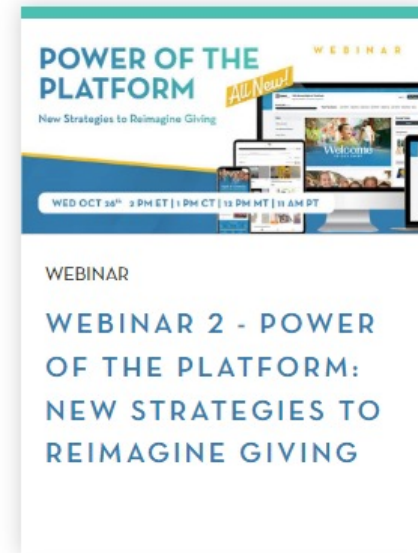 POWER OF THE
PLATFORM
All New!
WEBINAR
New Strategies to Reimagine Giving
Welcome
WED OCT 26th 2 PM ET | 1 PM CT | 12 PM MT | 11 AM PT
WEBINAR
WEBINAR 2 - POWER
OF THE PLATFORM:
NEW STRATEGIES TO
REIMAGINE GIVING